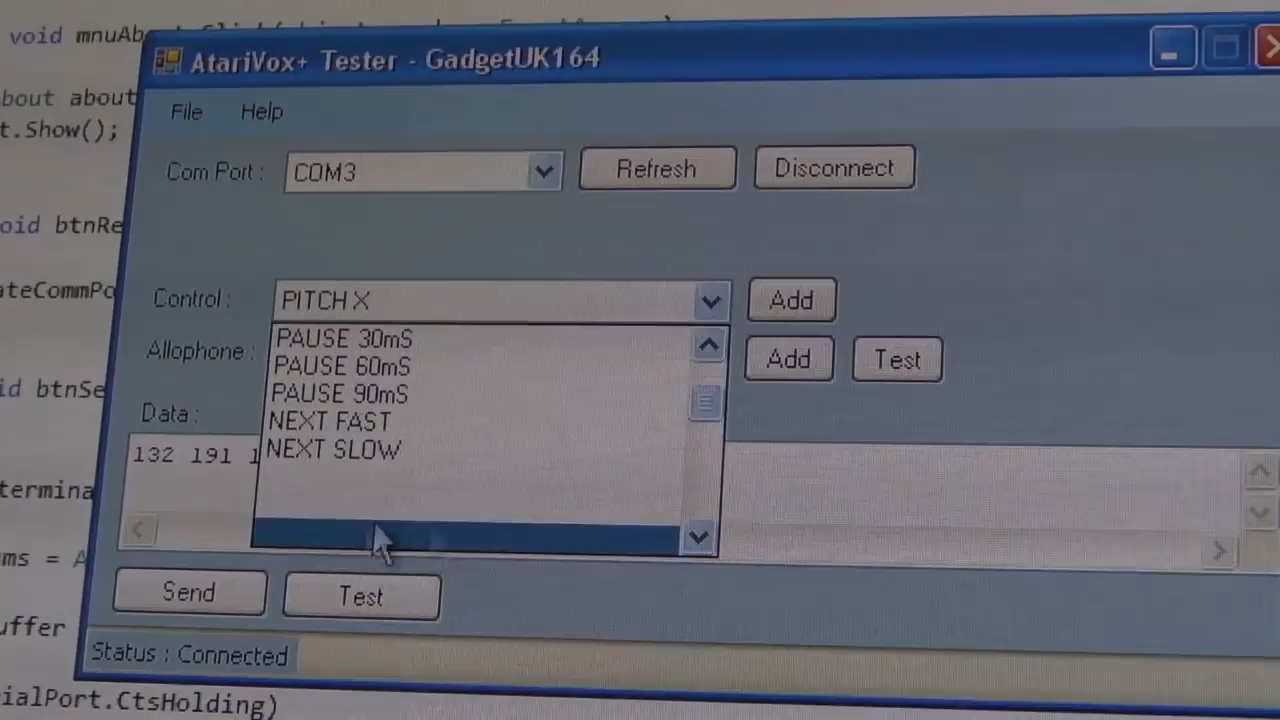 void mnuAb
AtariVox+ Tester - GadgetUK164
About about
File Help
t.Show();
Com Port : COM3 Refresh Disconnect
oid btnRe
ateCommPo
Control : PITCH X Add
PAUSE 30mS
Allophone : Add Test
PAUSE 60mS
id btnSe
PAUSE 90mS
Data :
NEXT FAST
132 191 1
NEXT SLOW
termina
ms = A
Send Test
uffer
Status : Connected
ialPort.CtsHolding)